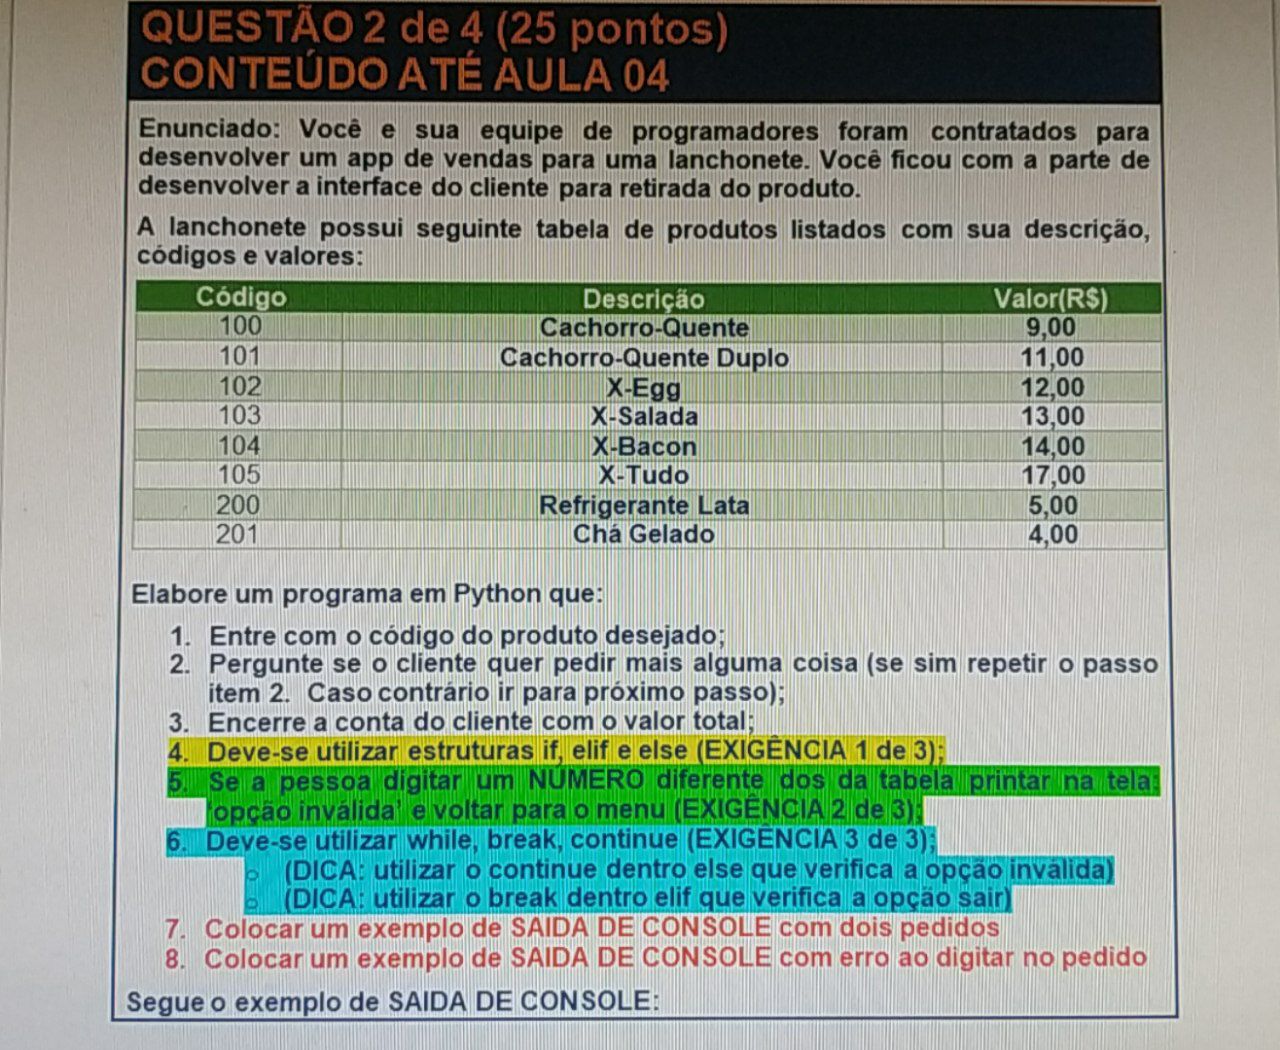 QUESTÃO 2 de 4 (25 pontos)
CONTEÚDO ATÉ AULA 04
Enunciado: Você e sua equipe de programadores foram contratados para
desenvolver um app de vendas para uma lanchonete. Você ficou com a parte de
desenvolver a interface do cliente para retirada do produto.
A lanchonete possui seguinte tabela de produtos listados com sua descrição,
códigos e valores:
Código Descrição Valor(R$)
100 Cachorro-Quente 9,00
101 Cachorro-Quente Duplo 11,00
102 X-Egg 12,00
103 X-Salada 13,00
104 X-Bacon 14,00
105 X-Tudo 17,00
200 Refrigerante Lata 5,00
201 Chá Gelado 4,00
Elabore um programa em Python que:
1. Entre com o código do produto desejado;
2. Pergunte se o cliente quer pedir mais alguma coisa (se sim repetir o passo
item 2. Caso contrário ir para próximo passo);
3. Encerre a conta do cliente com o valor total;
4. Deve-se utilizar estruturas if, elif e else (EXIGÊNCIA 1 de 3);
5. Se a pessoa digitar um NÚMERO diferente dos da tabela printar na tela:
‘opção inválida’ e voltar para o menu (EXIGÊNCIA 2 de 3);
6. Deve-se utilizar while, break, continue (EXIGÊNCIA 3 de 3);
○ (DICA: utilizar o continue dentro else que verifica a opção inválida)
○ (DICA: utilizar o break dentro elif que verifica a opção sair)
7. Colocar um exemplo de SAIDA DE CONSOLE com dois pedidos
8. Colocar um exemplo de SAIDA DE CONSOLE com erro ao digitar no pedido
Segue o exemplo de SAIDA DE CONSOLE: